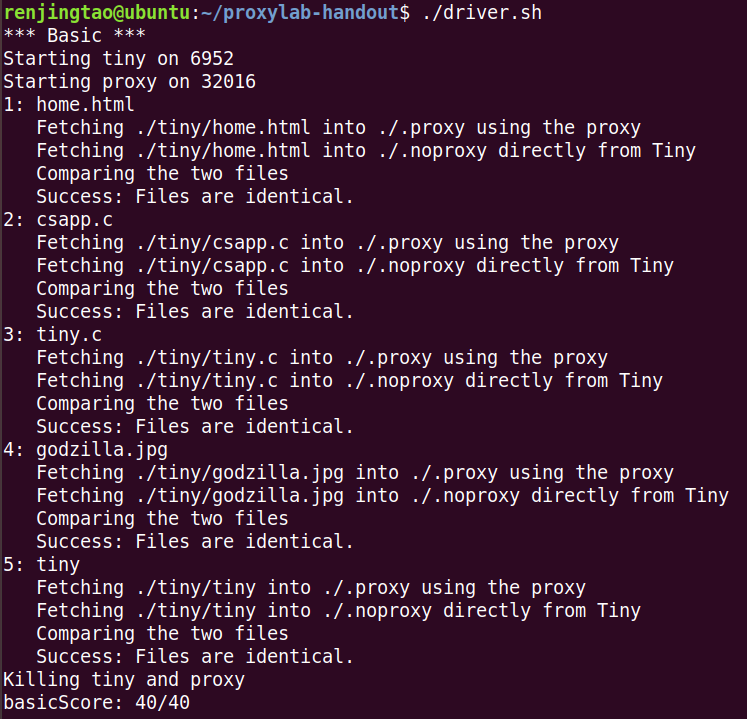 renjingtao@ubuntu:~/proxylab-handout$ ./driver.sh
*** Basic ***
Starting tiny on 6952
Starting proxy on 32016
1: home.html
   Fetching ./tiny/home.html into ./.proxy using the proxy
   Fetching ./tiny/home.html into ./.noproxy directly from Tiny
   Comparing the two files
   Success: Files are identical.
2: csapp.c
   Fetching ./tiny/csapp.c into ./.proxy using the proxy
   Fetching ./tiny/csapp.c into ./.noproxy directly from Tiny
   Comparing the two files
   Success: Files are identical.
3: tiny.c
   Fetching ./tiny/tiny.c into ./.proxy using the proxy
   Fetching ./tiny/tiny.c into ./.noproxy directly from Tiny
   Comparing the two files
   Success: Files are identical.
4: godzilla.jpg
   Fetching ./tiny/godzilla.jpg into ./.proxy using the proxy
   Fetching ./tiny/godzilla.jpg into ./.noproxy directly from Tiny
   Comparing the two files
   Success: Files are identical.
5: tiny
   Fetching ./tiny/tiny into ./.proxy using the proxy
   Fetching ./tiny/tiny into ./.noproxy directly from Tiny
   Comparing the two files
   Success: Files are identical.
Killing tiny and proxy
basicScore: 40/40